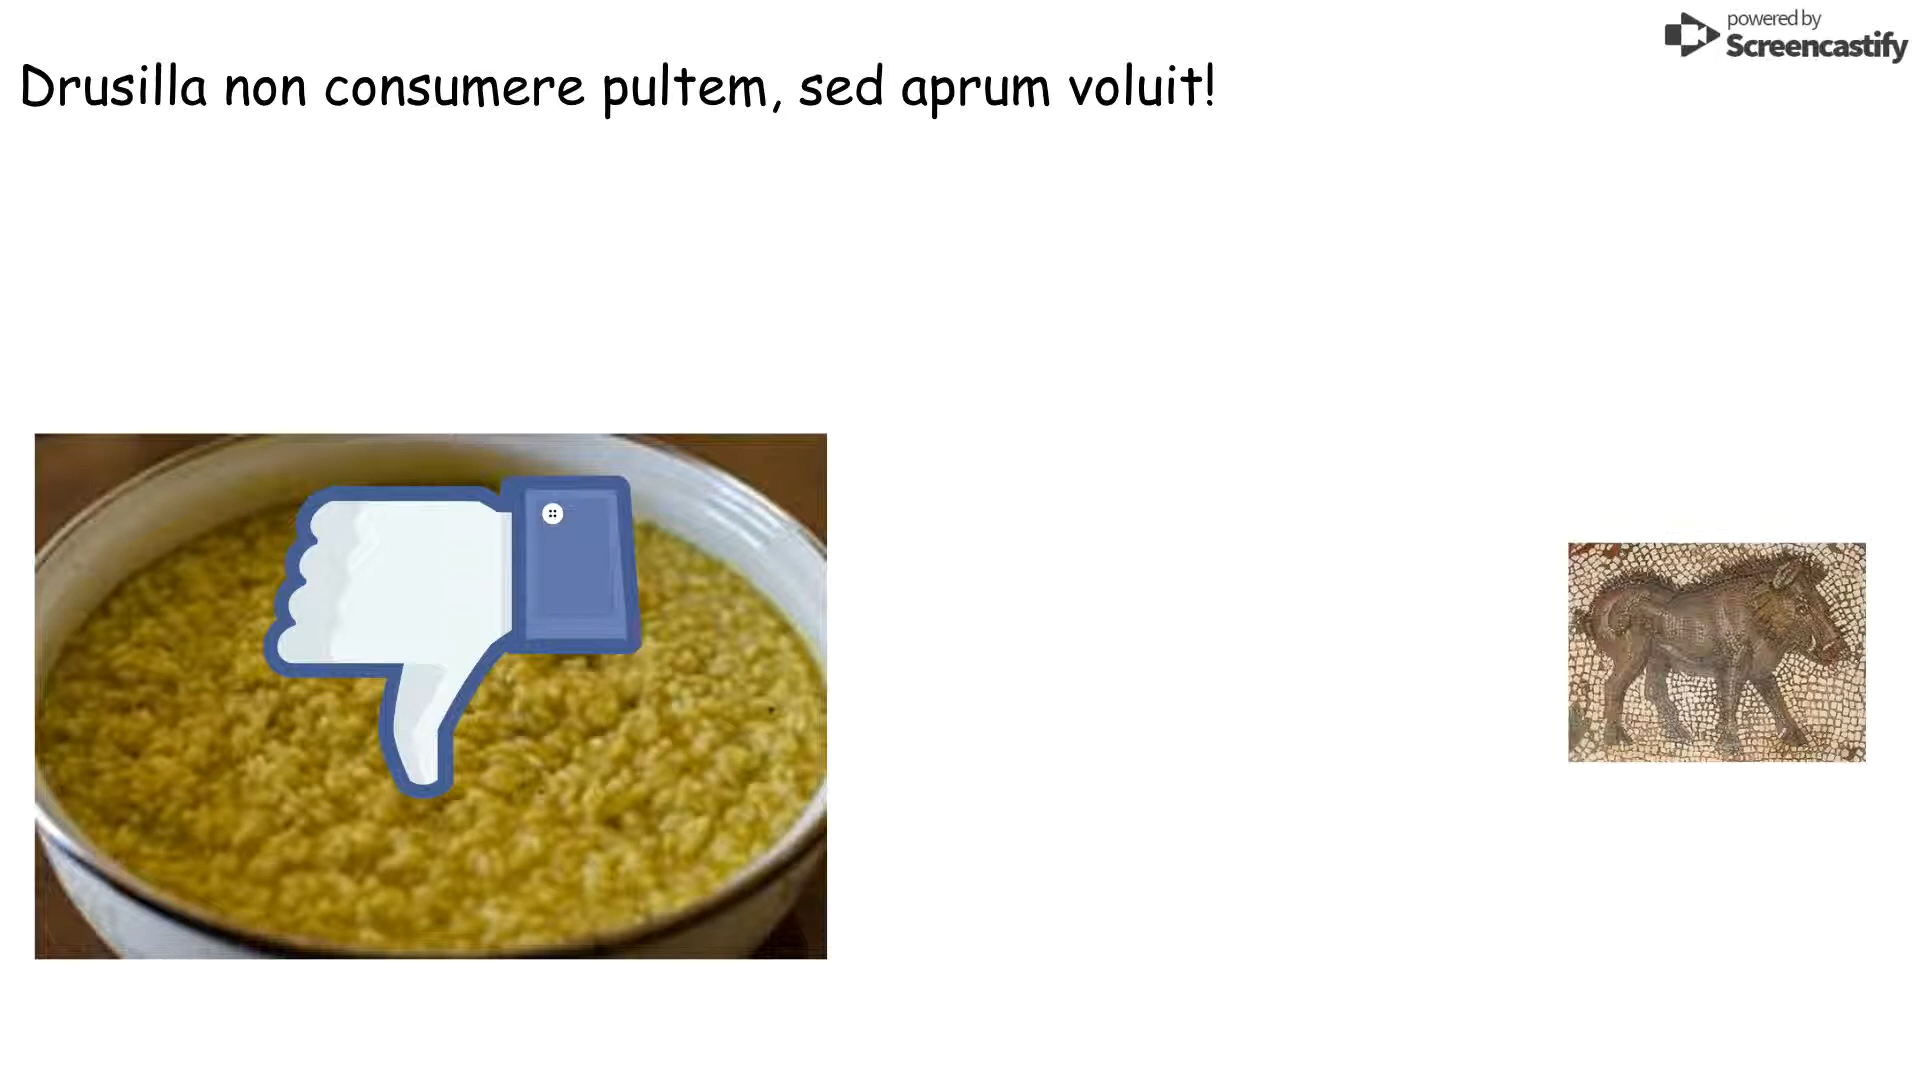 powered by
Screencastify
Drusilla non consumere pultem, sed aprum voluit!